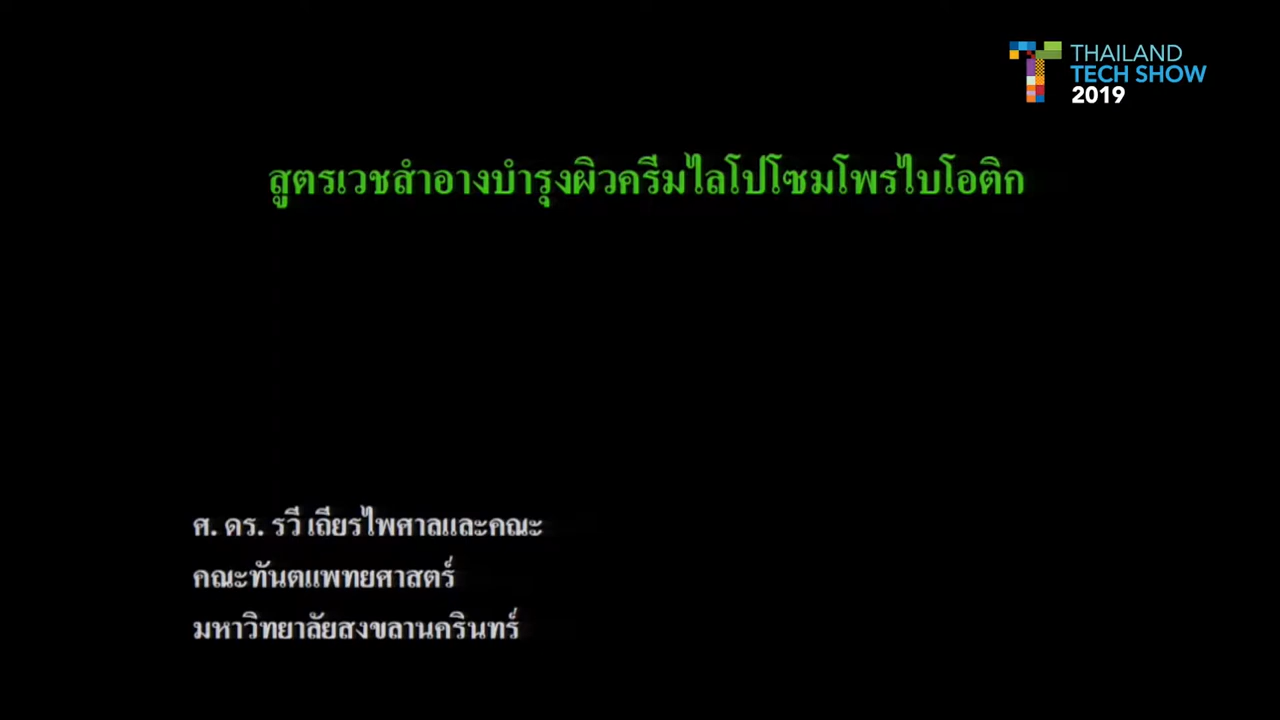 THAILAND
TECH SHOW
2019
สูตรเวชสำอางบำรุงผิวครีมไลโปโซมโพรไบโอติก
ศ. ดร. รวี เถียรไพศาลและคณะ
คณะทันตแพทยศาสตร์
มหาวิทยาลัยสงขลานครินทร์